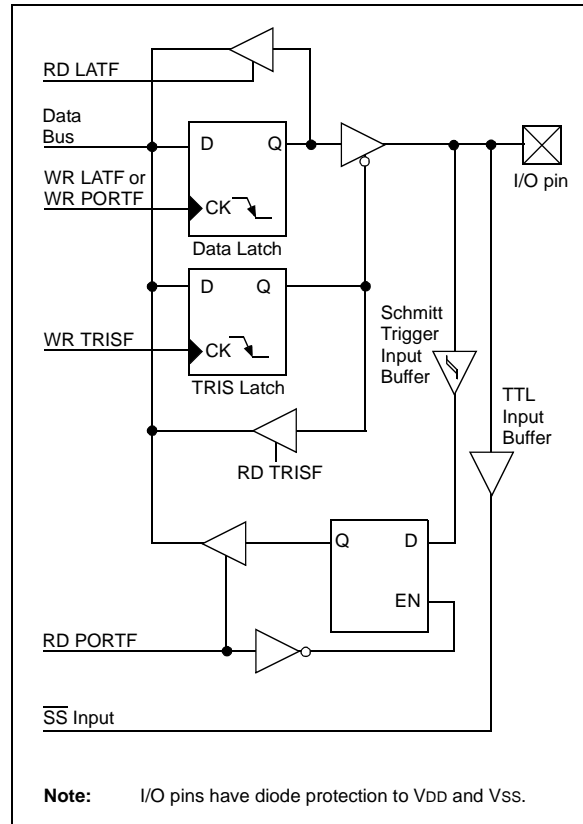 RD LATF
Data
Bus
D
Q
I/O pin
WR LATF or
WR PORTF
CK
Data Latch
D
Q
WR TRISF
CK
TRIS Latch
Schmitt
Trigger
Input
Buffer
TTL
Input
Buffer
RD TRISF
Q
D
EN
RD PORTF
SS Input
Note: I/O pins have diode protection to VDD and VSS.